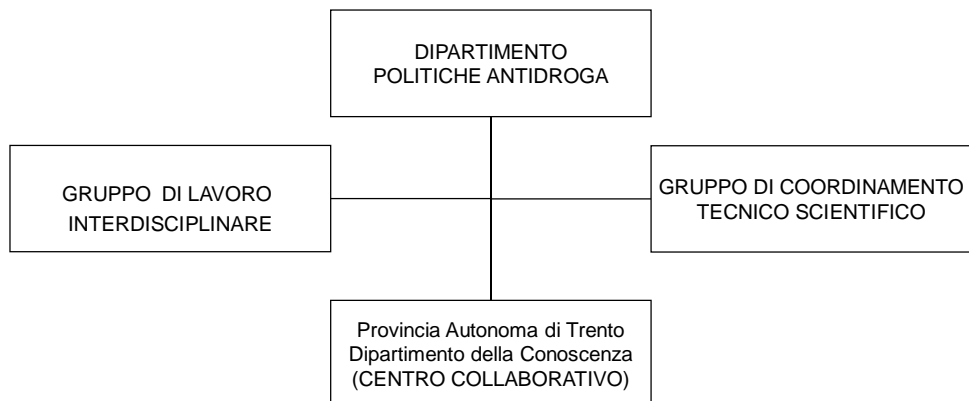 DIPARTIMENTO
POLITICHE ANTIDROGA
GRUPPO DI LAVORO
INTERDISCIPLINARE
GRUPPO DI COORDINAMENTO
TECNICO SCIENTIFICO
Provincia Autonoma di Trento
Dipartimento della Conoscenza
(CENTRO COLLABORATIVO)